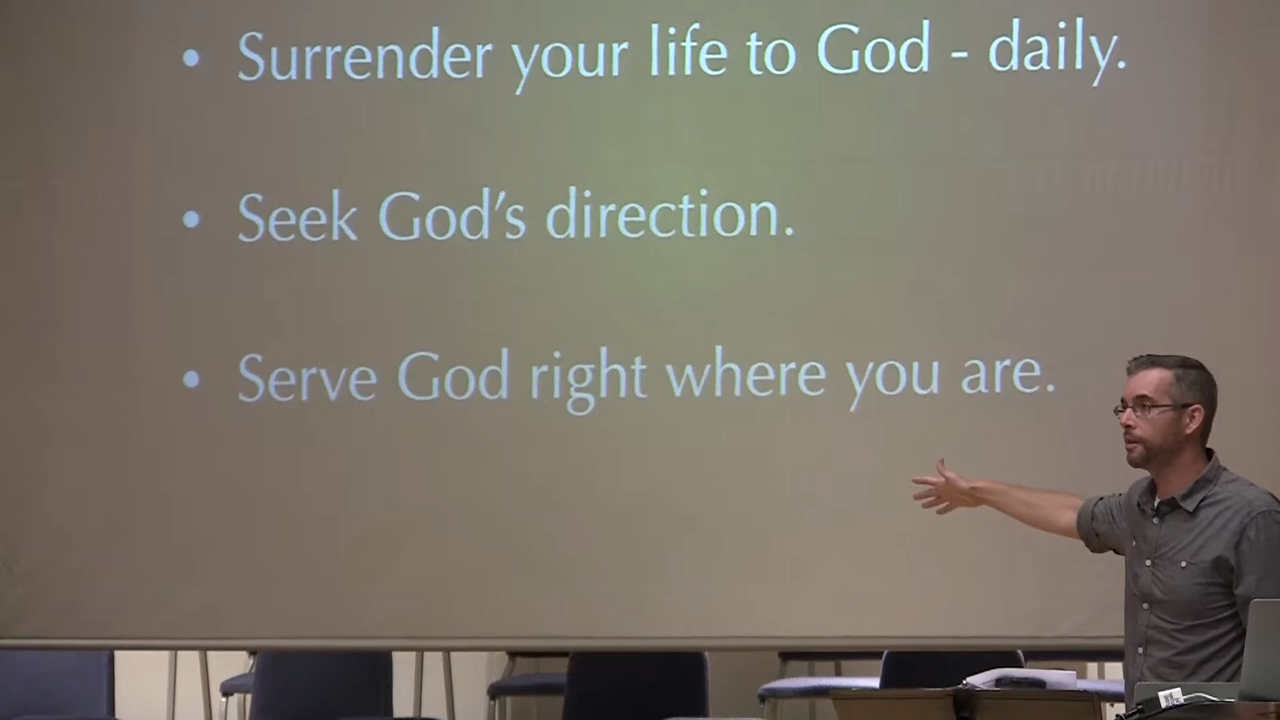 • Surrender your life to God - daily.
• Seek God's direction.
• Serve God right where you are.